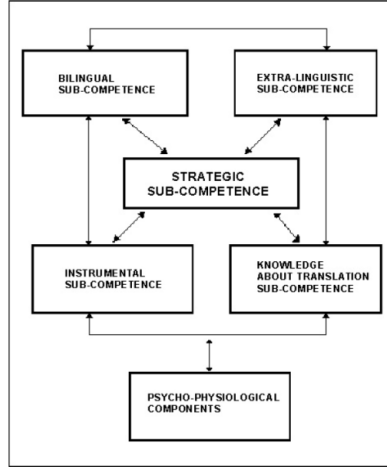 BILINGUAL
SUB-COMPETENCE
EXTRA-LINGUISTIC
SUB-COMPETENCE
STRATEGIC
SUB-COMPETENCE
INSTRUMENTAL
SUB-COMPETENCE
KNOWLEDGE
ABOUT TRANSLATION
SUB-COMPETENCE
PSYCHO-PHYSIOLOGICAL
COMPONENTS